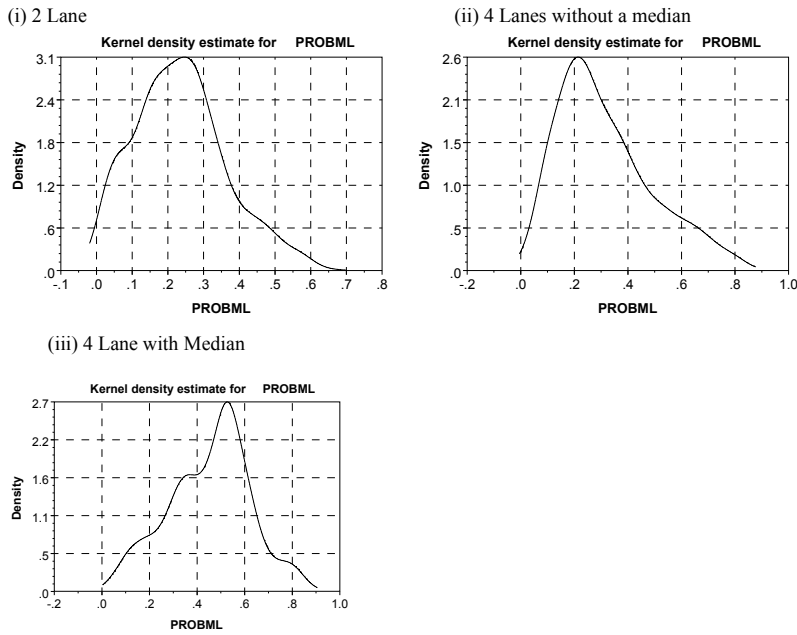 (i) 2 Lane
Kernel density estimate for PROBML
3.1
2.4
1.8
1.2
.6
.0
Density
-.1 .0 .1 .2 .3 .4 .5 .6 .7 .8
PROBML
(ii) 4 Lanes without a median
Kernel density estimate for PROBML
2.6
2.1
1.5
1.0
.5
.0
Density
-.2 .0 .2 .4 .6 .8 1.0
PROBML
(iii) 4 Lane with Median
Kernel density estimate for PROBML
2.7
2.2
1.6
1.1
.5
.0
Density
-.2 .0 .2 .4 .6 .8 1.0
PROBML